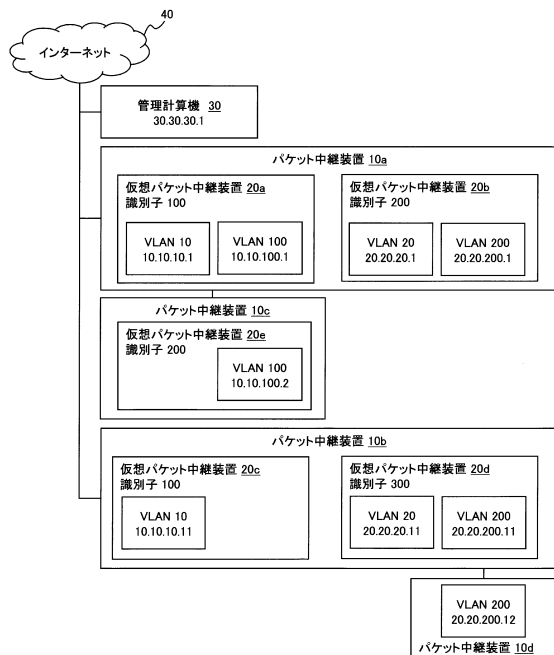 40
インターネット
管理計算機 30
30.30.30.1
パケット中継装置 10a
仮想パケット中継装置 20a
識別子 100
VLAN 10
10.10.10.1
VLAN 100
10.10.100.1
仮想パケット中継装置 20b
識別子 200
VLAN 20
20.20.20.1
VLAN 200
20.20.200.1
パケット中継装置 10c
仮想パケット中継装置 20e
識別子 200
VLAN 100
10.10.100.2
パケット中継装置 10b
仮想パケット中継装置 20c
識別子 100
VLAN 10
10.10.10.11
仮想パケット中継装置 20d
識別子 300
VLAN 20
20.20.20.11
VLAN 200
20.20.200.11
VLAN 200
20.20.200.12
パケット中継装置 10d